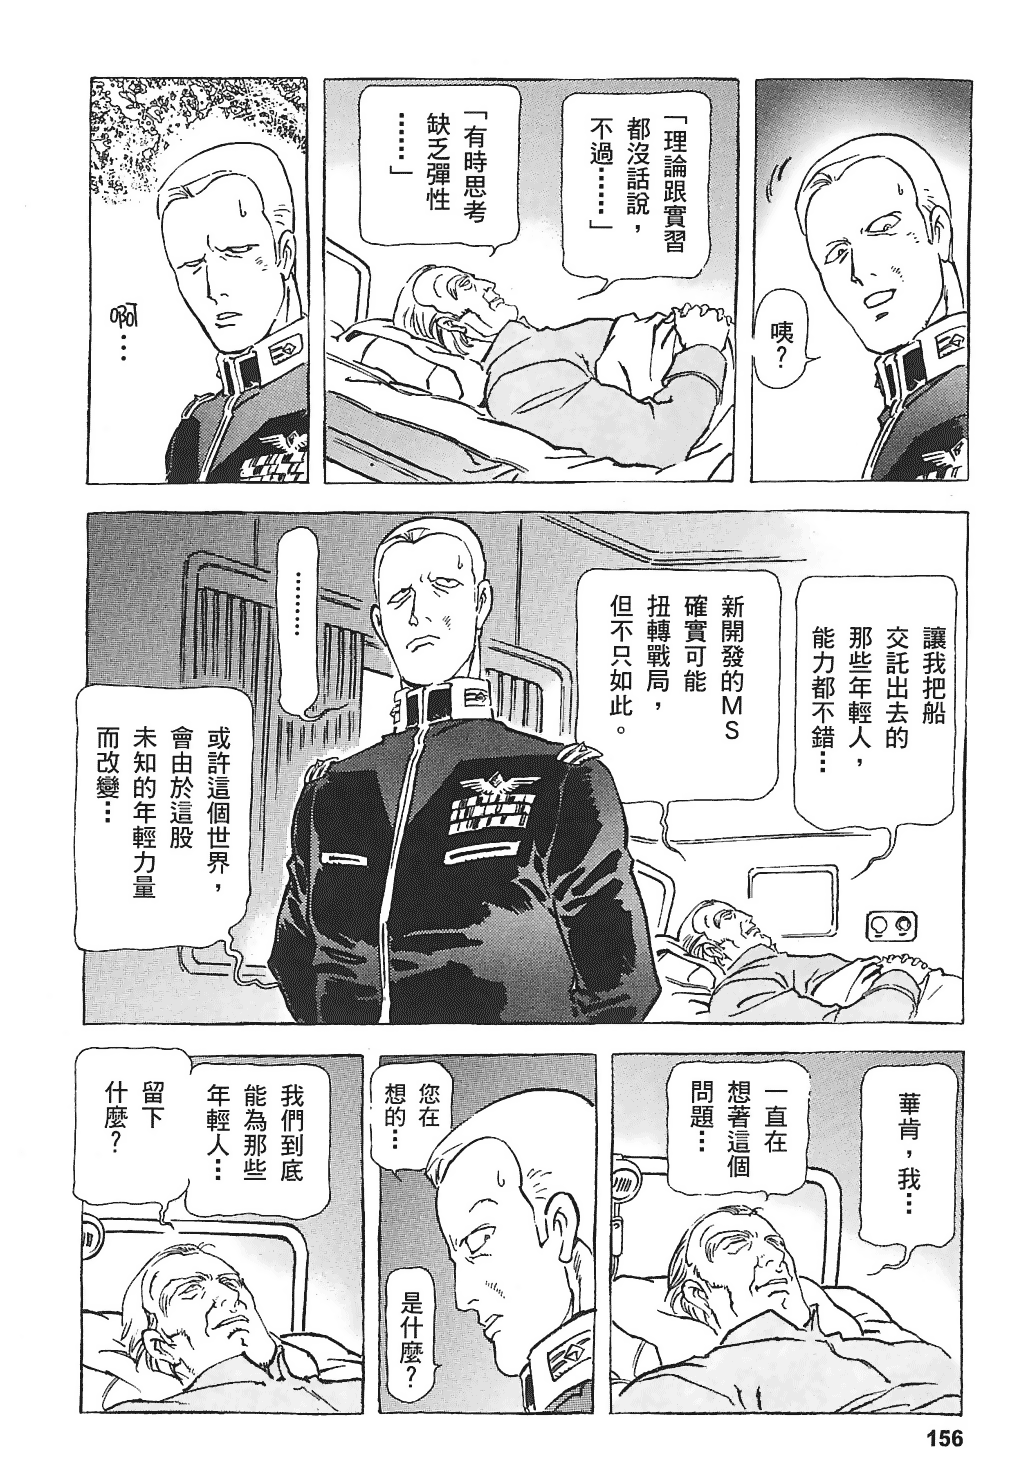 咦？
「理論跟實習
都沒話說，
不過……」
「有時思考
缺乏彈性
……」
啊
…
讓我把船
交託出去的
那些年輕人，
能力都不錯…
新開發的MS
確實可能
扭轉戰局，
但不只如此。
………
或許這個世界，
會由於這股
未知的年輕力量
而改變…
華肯，我…
一直在
想著這個
問題…
您在
想的…
是什麼？
我們到底
能為那些
年輕人…
留下
什麼？
156